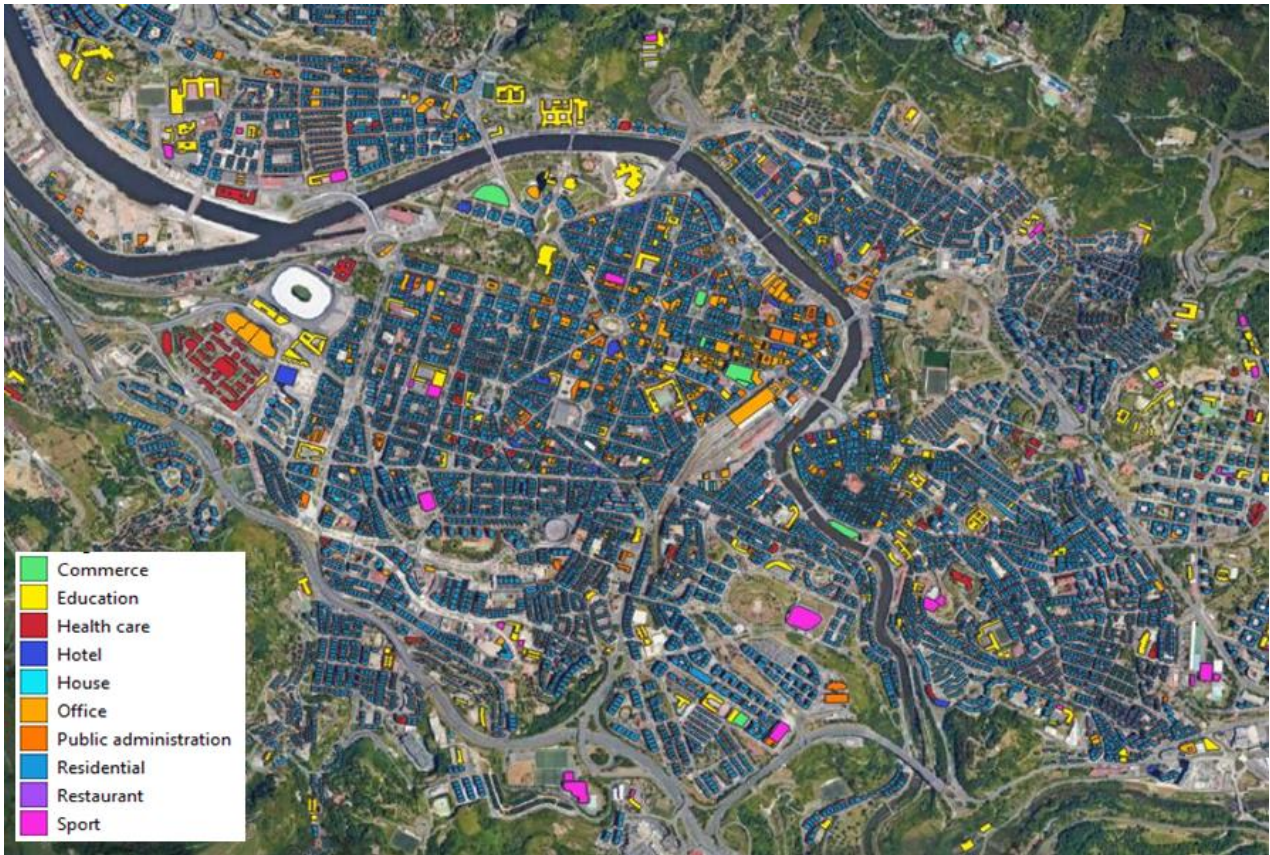 Commerce
Education
Health care
Hotel
House
Office
Public administration
Residential
Restaurant
Sport